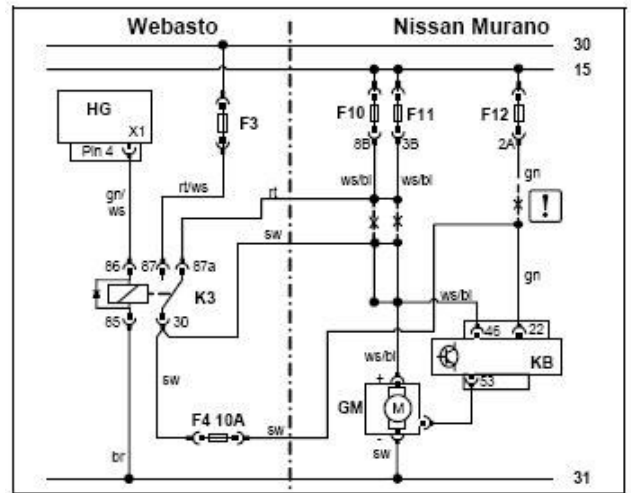 Webasto
Nissan Murano
30
15
HG
X1
Pin 4
F3
F10
F11
F12
8B
3B
2A
gn/
ws
rt/ws
rt
ws/bl
ws/bl
gn
!
sw
86
87
87a
K3
85
30
gn
ws/bl
46
22
KB
53
sw
F4 10A
sw
ws/bl
+
GM
M
-
sw
br
31